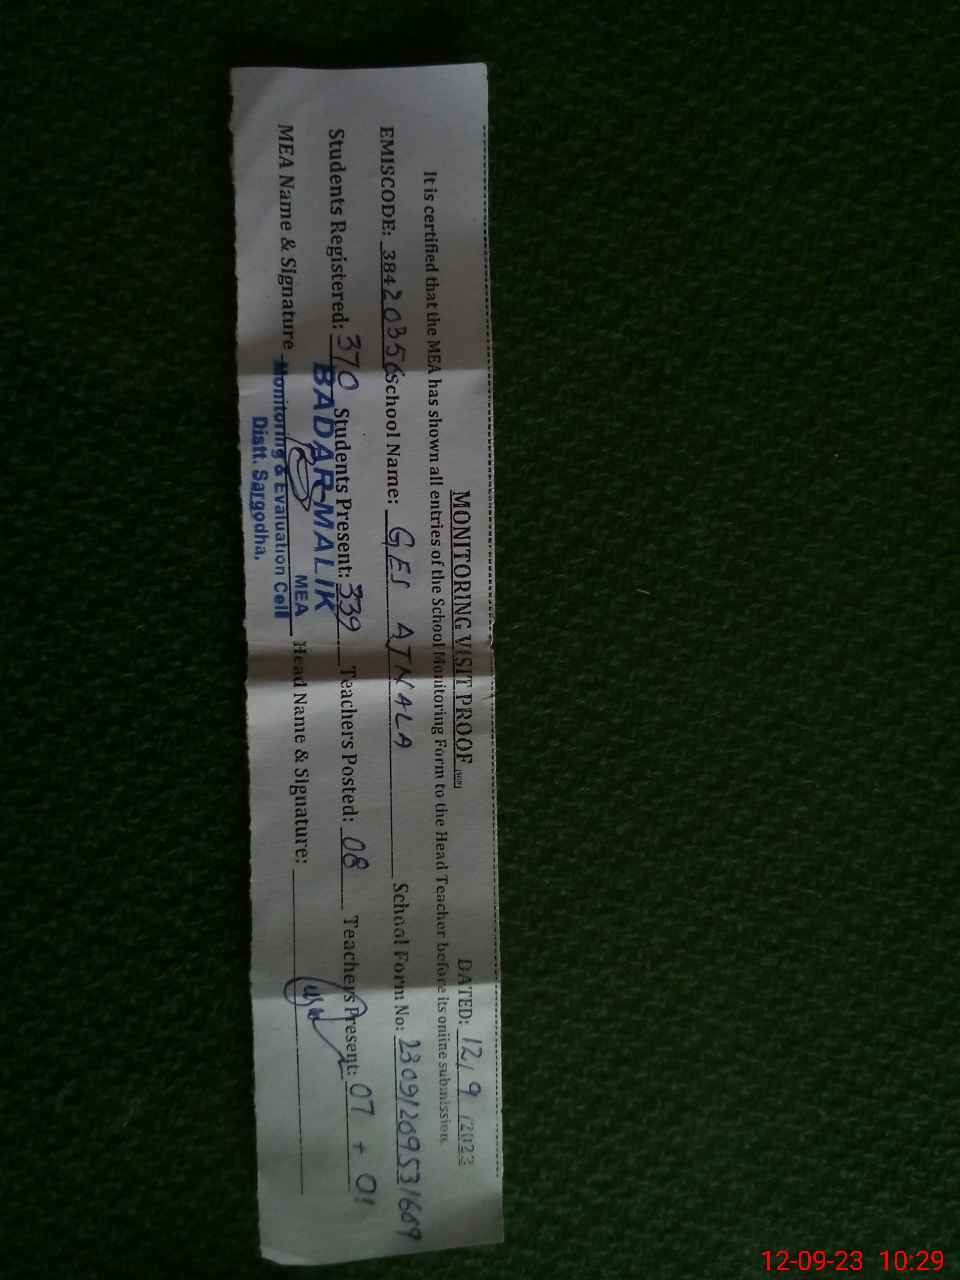 MONITORING VISIT PROOF
DATED: 12/9/2023
It is certified that the MEA has shown all entries of the School Monitoring Form to the Head Teacher before its online submission.
EMISCODE: 38420356 School Name: GES AJNALA School Form No:
Students Registered: 370 Students Present: 339 Teachers Posted: 08 Teachers Present: 07 + 01
BADAR MALIK
MEA Name & Signature MEA Head Name & Signature:
Monitoring & Evaluation Cell
Distt. Sargodha.
12-09-23 10:29